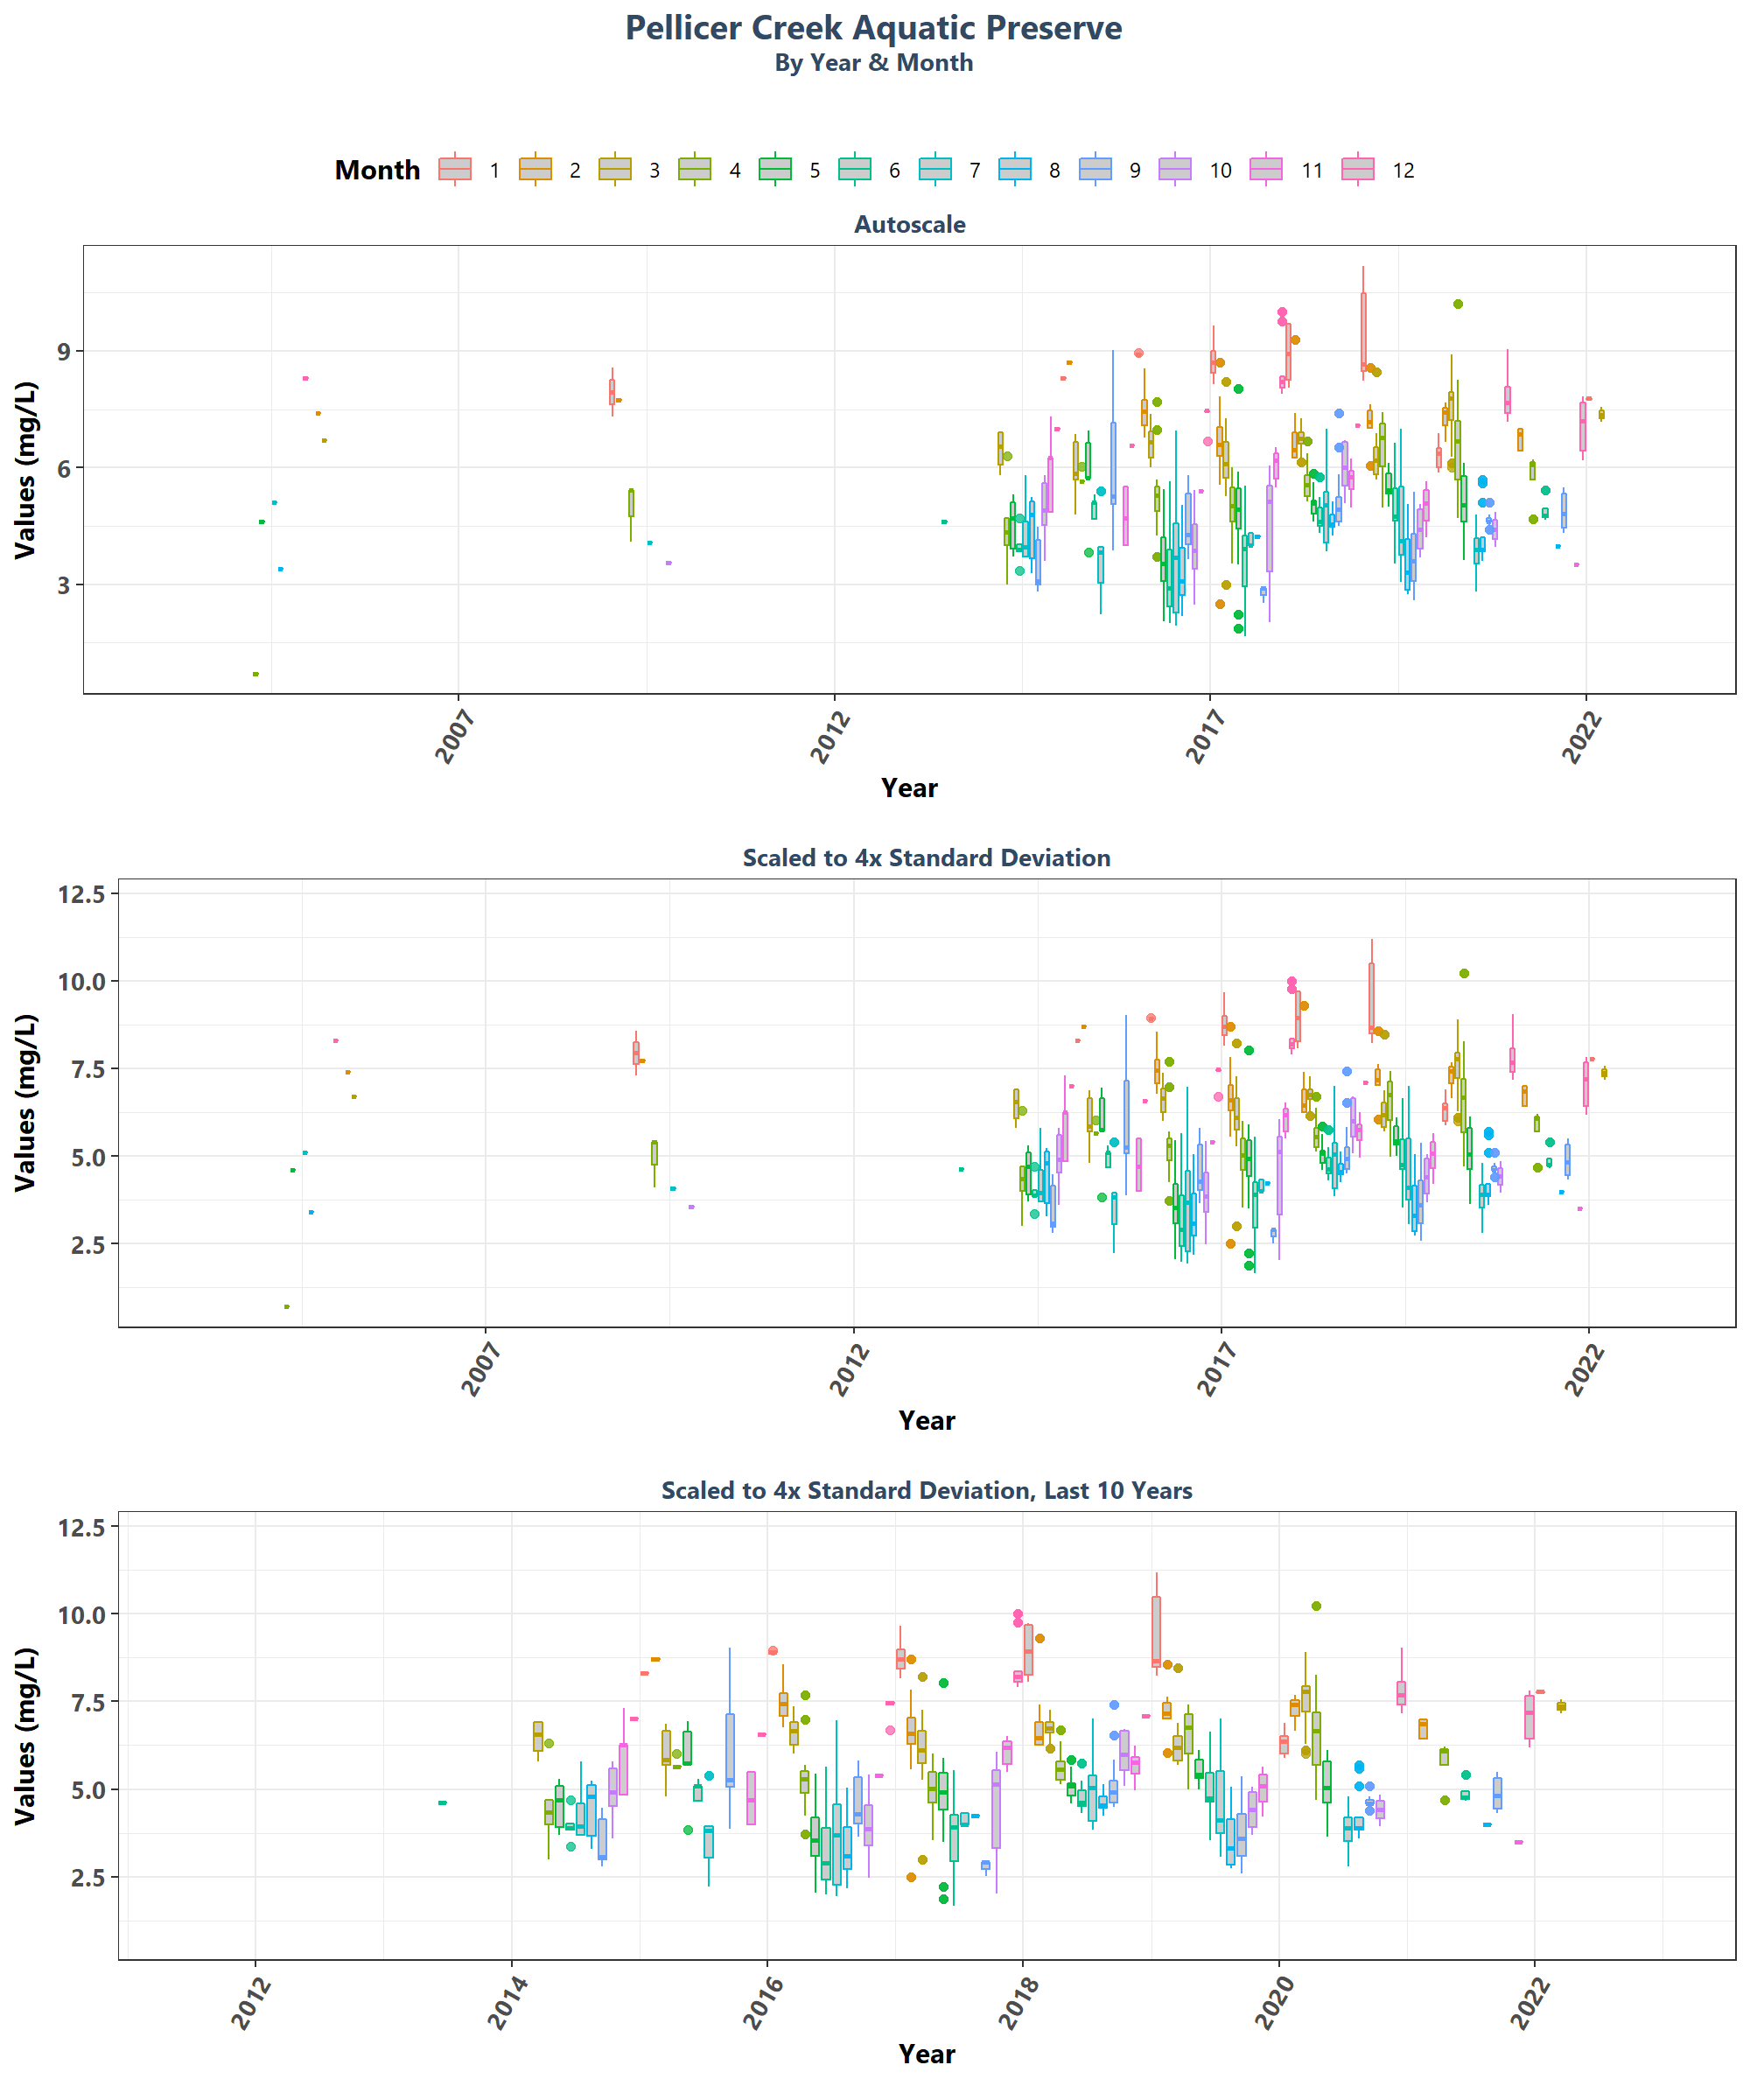 Pellicer Creek Aquatic Preserve
By Year & Month
Month 1 2 3 4 5 6 7 8 9 10 11 12
Autoscale
Values (mg/L)
9
6
3
2007 2012 2017 2022
Year
Scaled to 4x Standard Deviation
Values (mg/L)
12.5
10.0
7.5
5.0
2.5
2007 2012 2017 2022
Year
Scaled to 4x Standard Deviation, Last 10 Years
Values (mg/L)
12.5
10.0
7.5
5.0
2.5
2012 2014 2016 2018 2020 2022
Year